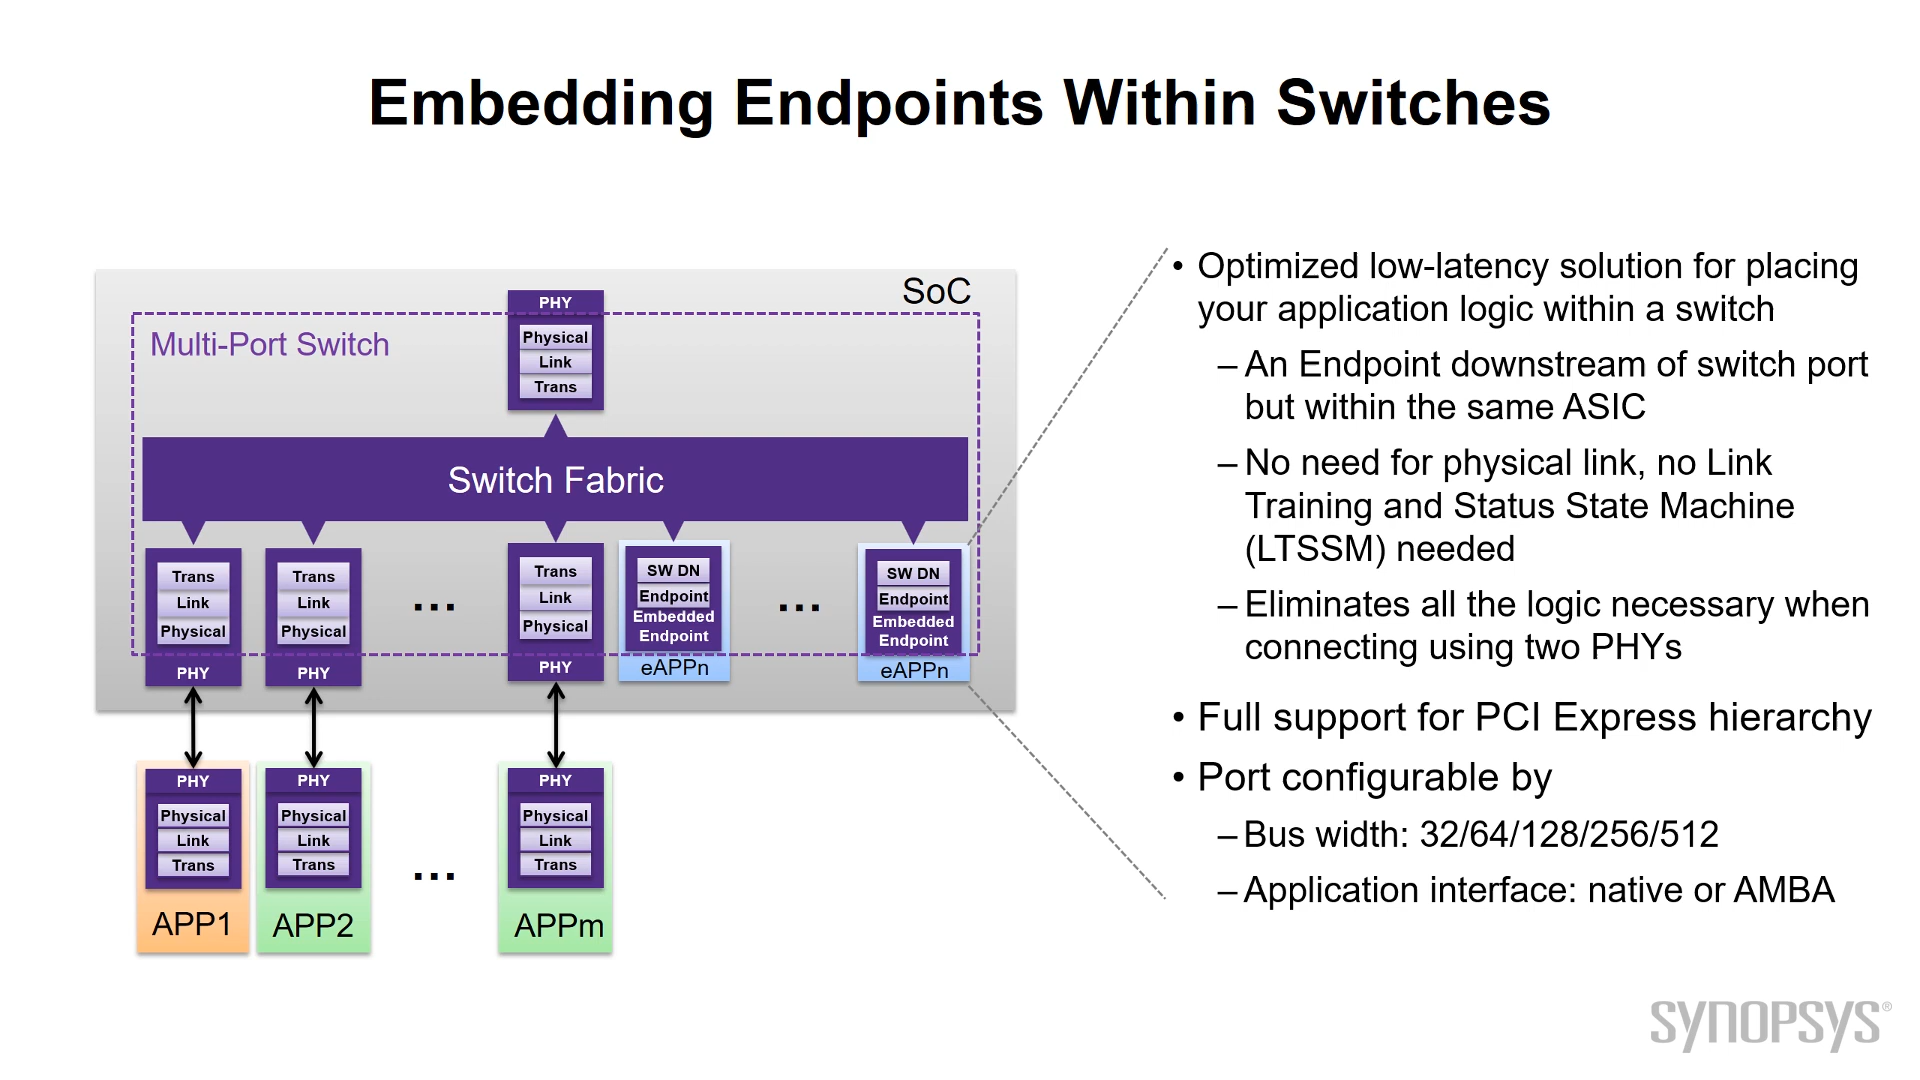 Embedding Endpoints Within Switches
SoC
Multi-Port Switch
PHY
Physical
Link
Trans
Switch Fabric
Trans
Link
Physical
PHY
Trans
Link
Physical
PHY
...
Trans
Link
Physical
PHY
SW DN
Endpoint
Embedded
Endpoint
eAPPn
...
SW DN
Endpoint
Embedded
Endpoint
eAPPn
PHY
Physical
Link
Trans
APP1
PHY
Physical
Link
Trans
APP2
...
PHY
Physical
Link
Trans
APPm
• Optimized low-latency solution for placing
your application logic within a switch
– An Endpoint downstream of switch port
but within the same ASIC
– No need for physical link, no Link
Training and Status State Machine
(LTSSM) needed
– Eliminates all the logic necessary when
connecting using two PHYs
• Full support for PCI Express hierarchy
• Port configurable by
– Bus width: 32/64/128/256/512
– Application interface: native or AMBA
SYNOPSYS®